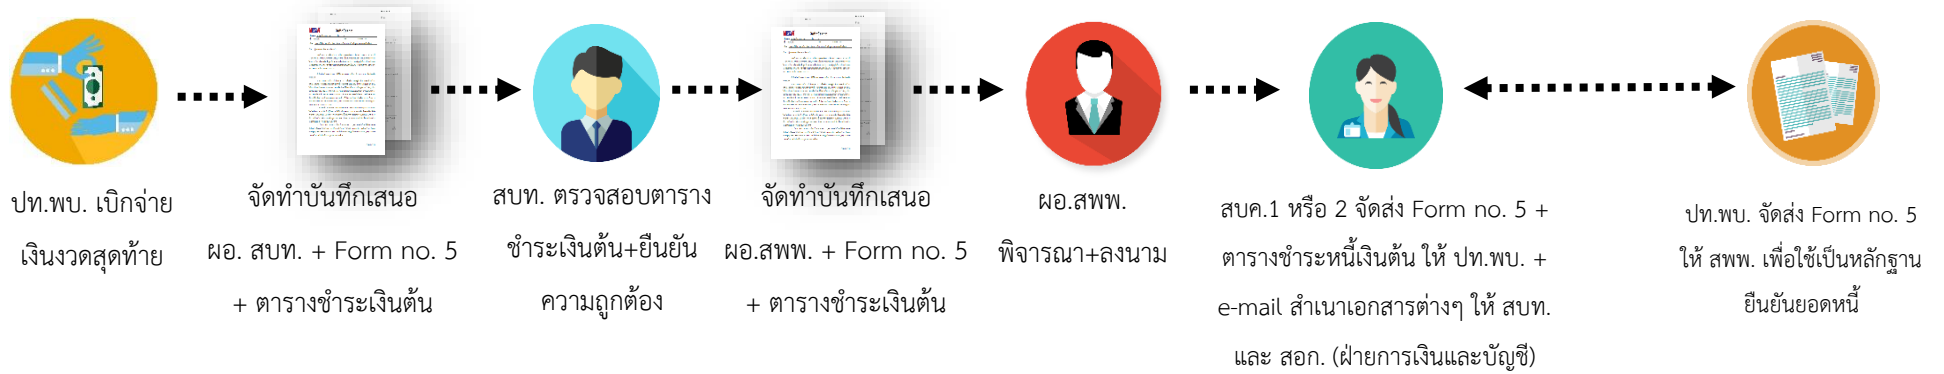 ปท.พบ. เบิกจ่าย
เงินงวดสุดท้าย
จัดทำบันทึกเสนอ
ผอ. สบท. + Form no. 5
+ ตารางชำระเงินต้น
สบท. ตรวจสอบตาราง
ชำระเงินต้น+ยืนยัน
ความถูกต้อง
จัดทำบันทึกเสนอ
ผอ.สพพ. + Form no. 5
+ ตารางชำระเงินต้น
ผอ.สพพ.
พิจารณา+ลงนาม
สบค.1 หรือ 2 จัดส่ง Form no. 5 +
ตารางชำระหนี้เงินต้น ให้ ปท.พบ. +
e-mail สำเนาเอกสารต่างๆ ให้ สบท.
และ สอก. (ฝ่ายการเงินและบัญชี)
ปท.พบ. จัดส่ง Form no. 5
ให้ สพพ. เพื่อใช้เป็นหลักฐาน
ยืนยันยอดหนี้